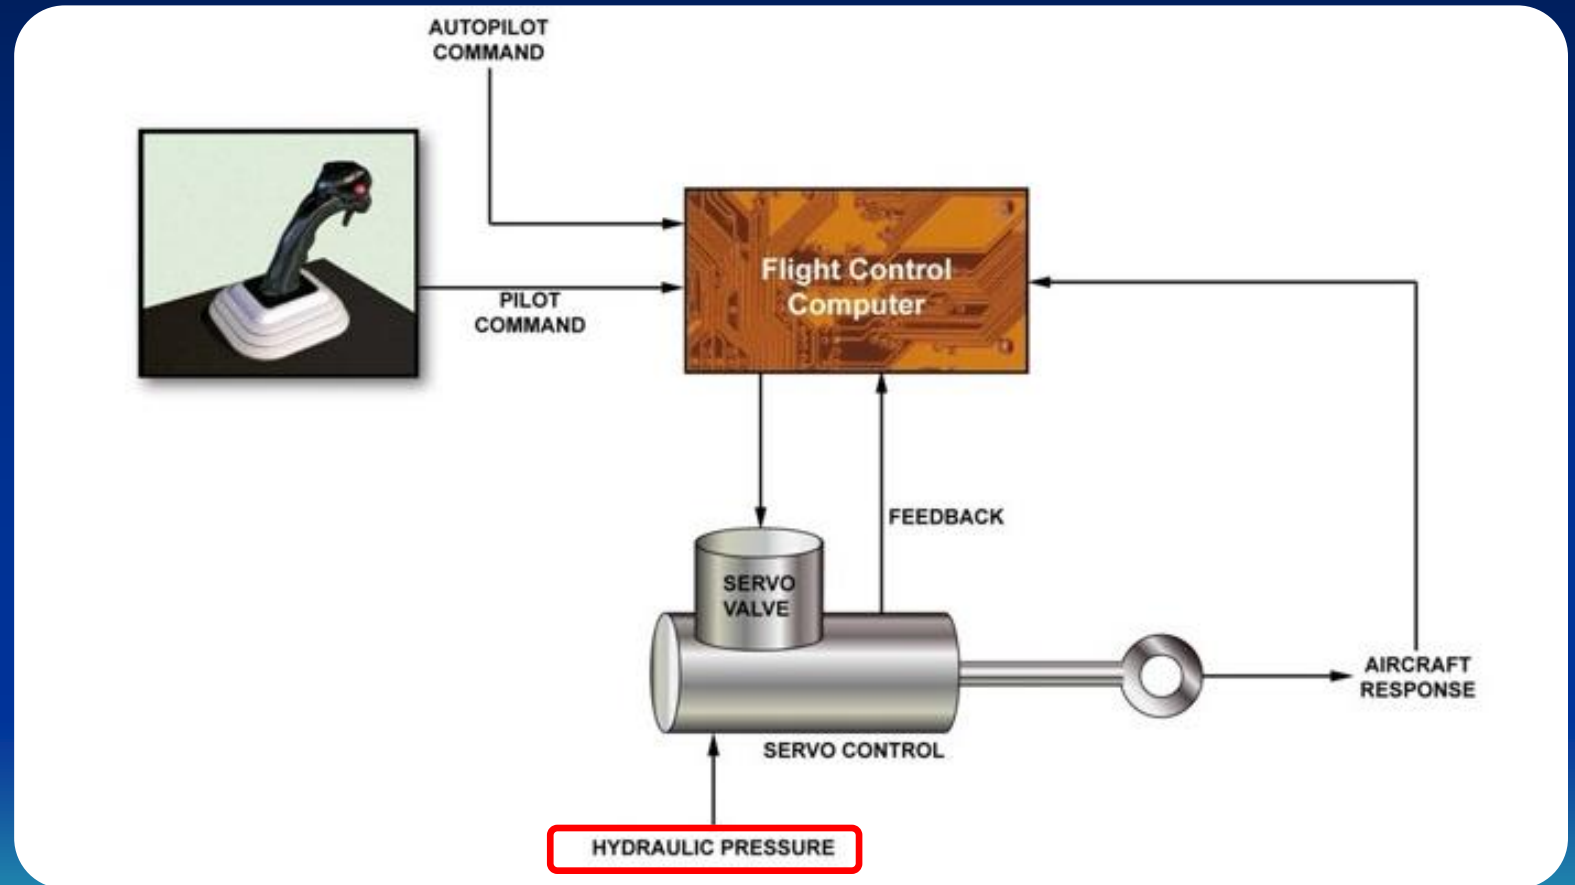 AUTOPILOT
COMMAND
Flight Control
Computer
PILOT
COMMAND
FEEDBACK
SERVO
VALVE
AIRCRAFT
RESPONSE
SERVO CONTROL
HYDRAULIC PRESSURE